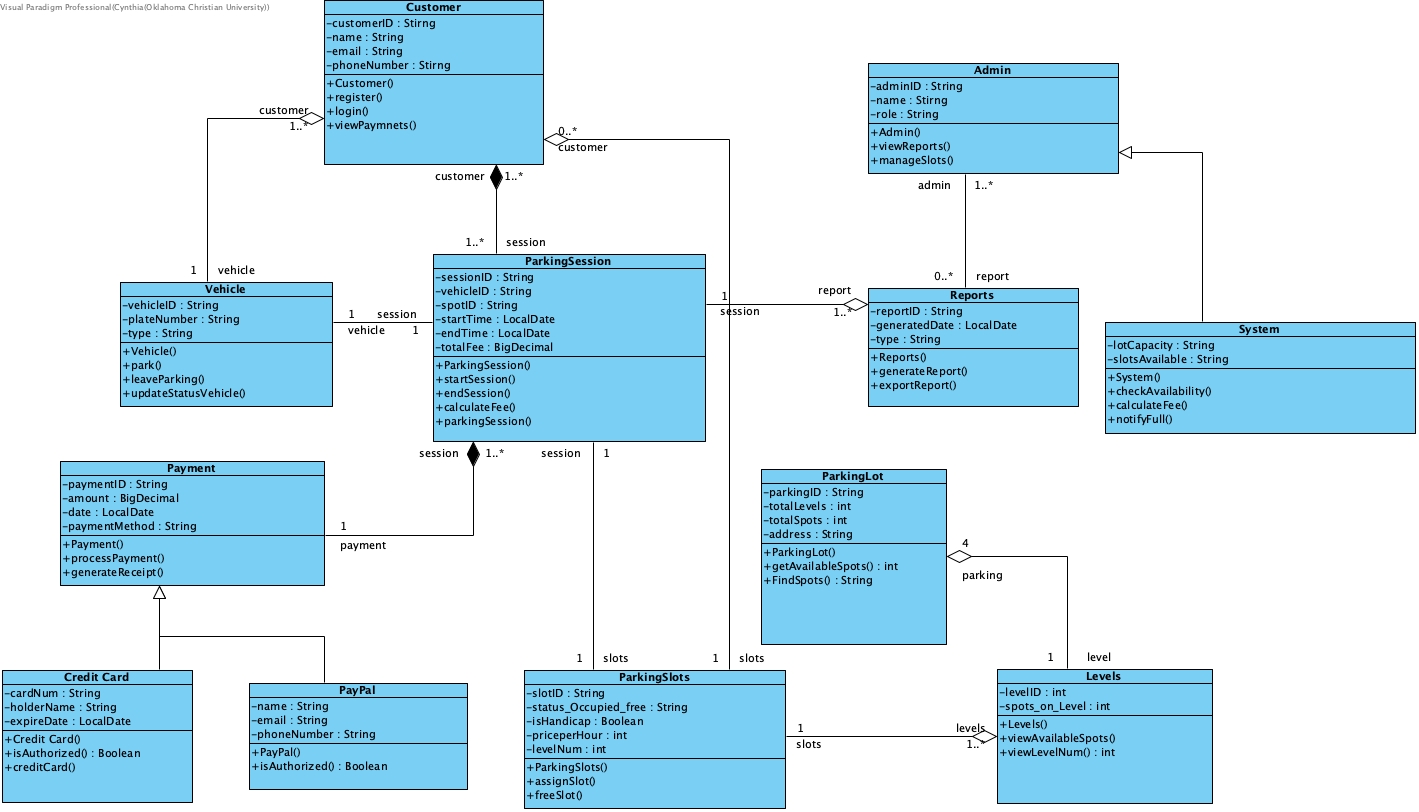 Visual Paradigm Professional(Cynthia(Oklahoma Christian University))
Customer
-customerID : Stirng
-name : String
-email : String
-phoneNumber : Stirng
+Customer()
+register()
+login()
+viewPaymnets()
customer
1..*
0..*
customer
customer
1..*
Admin
-adminID : String
-name : Stirng
-role : String
+Admin()
+viewReports()
+manageSlots()
admin
1..*
1..*
session
1
vehicle
0..*
report
ParkingSession
-sessionID : String
-vehicleID : String
-spotID : String
-startTime : LocalDate
-endTime : LocalDate
-totalFee : BigDecimal
+ParkingSession()
+startSession()
+endSession()
+calculateFee()
+parkingSession()
Vehicle
-vehicleID : String
-plateNumber : String
-type : String
+Vehicle()
+park()
+leaveParking()
+updateStatusVehicle()
1
session
vehicle
1
1
session
report
1..*
Reports
-reportID : String
-generatedDate : LocalDate
-type : String
+Reports()
+generateReport()
+exportReport()
System
-lotCapacity : String
-slotsAvailable : String
+System()
+checkAvailability()
+calculateFee()
+notifyFull()
session
1..*
session
1
Payment
-paymentID : String
-amount : BigDecimal
-date : LocalDate
-paymentMethod : String
+Payment()
+processPayment()
+generateReceipt()
1
payment
ParkingLot
-parkingID : String
-totalLevels : int
-totalSpots : int
-address : String
+ParkingLot()
+getAvailableSpots() : int
+FindSpots() : String
4
parking
1
slots
1
slots
1
level
Credit Card
-cardNum : String
-holderName : String
-expireDate : LocalDate
+Credit Card()
+isAuthorized() : Boolean
+creditCard()
PayPal
-name : String
-email : String
-phoneNumber : String
+PayPal()
+isAuthorized() : Boolean
ParkingSlots
-slotID : String
-status_Occupied_free : String
-isHandicap : Boolean
-priceperHour : int
-levelNum : int
+ParkingSlots()
+assignSlot()
+freeSlot()
1
slots
levels
1..*
Levels
-levelID : int
-spots_on_Level : int
+Levels()
+viewAvailableSpots()
+viewLevelNum() : int